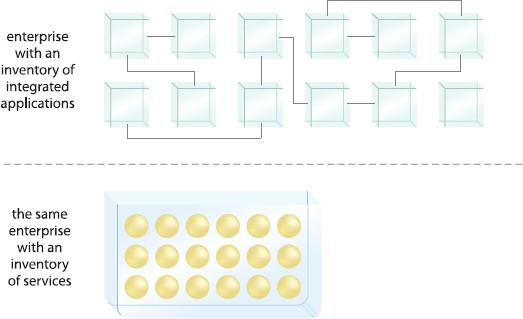 enterprise
with an
inventory of
integrated
applications
the same
enterprise
with an
inventory
of services